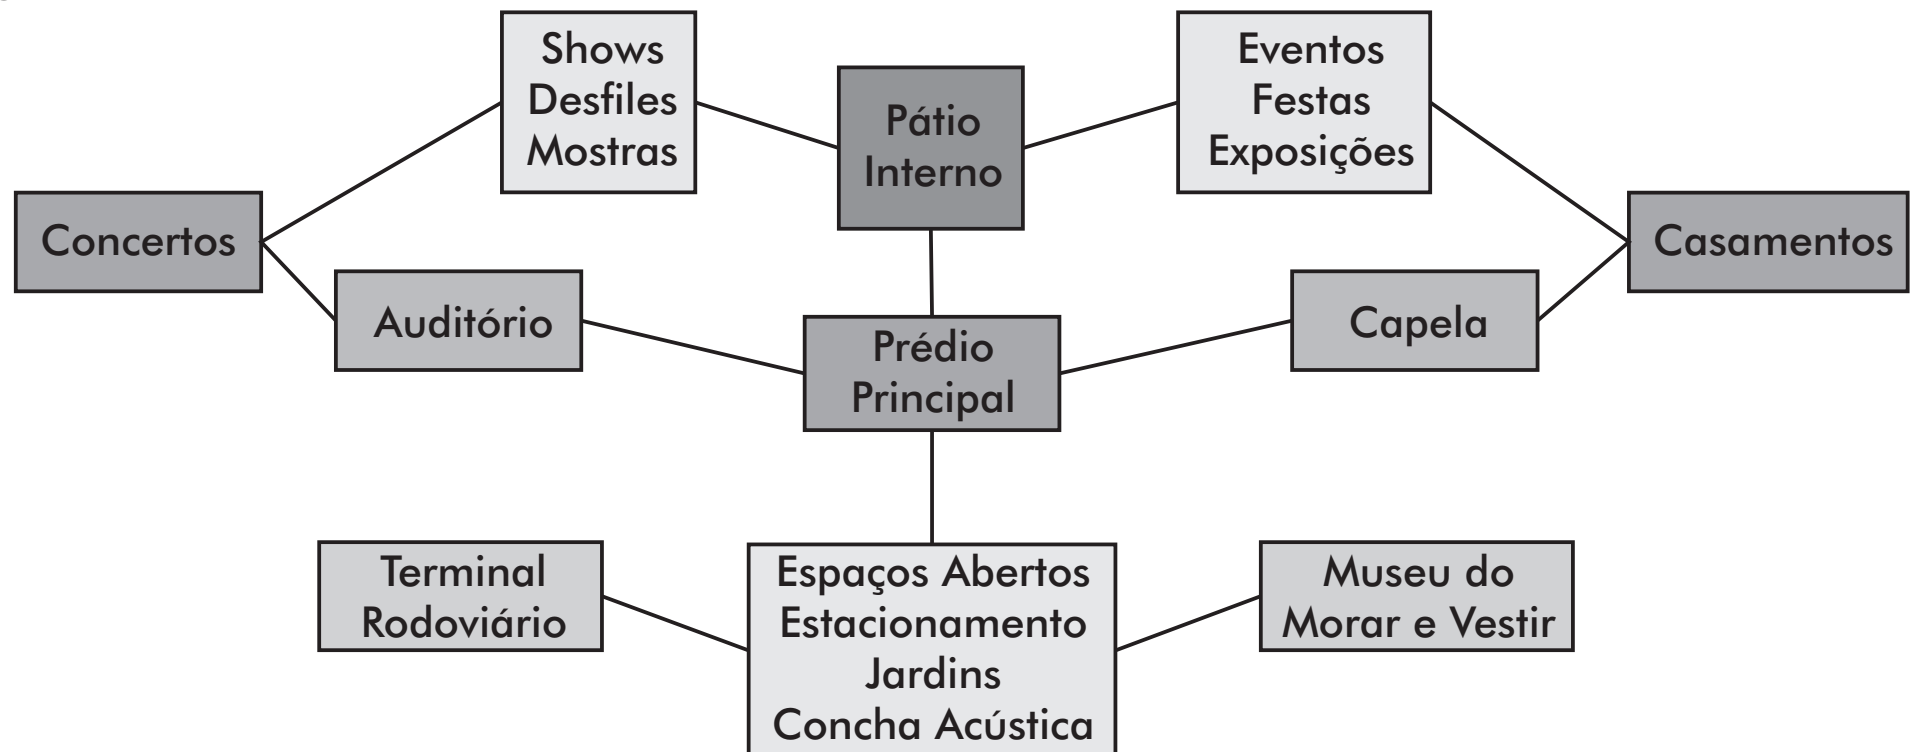 Shows
Desfiles
Mostras
Pátio
Interno
Eventos
Festas
Exposições
Concertos
Casamentos
Auditório
Prédio
Principal
Capela
Terminal
Rodoviário
Espaços Abertos
Estacionamento
Jardins
Concha Acústica
Museu do
Morar e Vestir